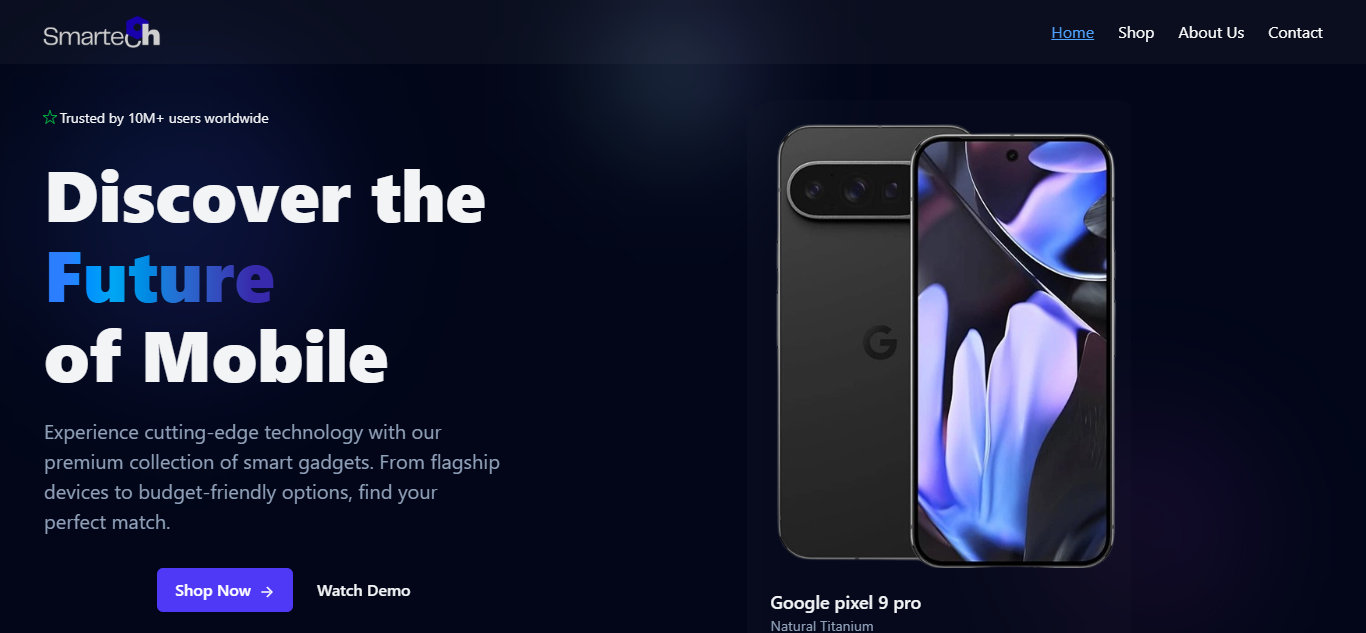 Smartech
Home Shop About Us Contact
Trusted by 10M+ users worldwide
Discover the
Future
of Mobile
Experience cutting-edge technology with our
premium collection of smart gadgets. From flagship
devices to budget-friendly options, find your
perfect match.
Shop Now → Watch Demo
G
Google pixel 9 pro
Natural Titanium